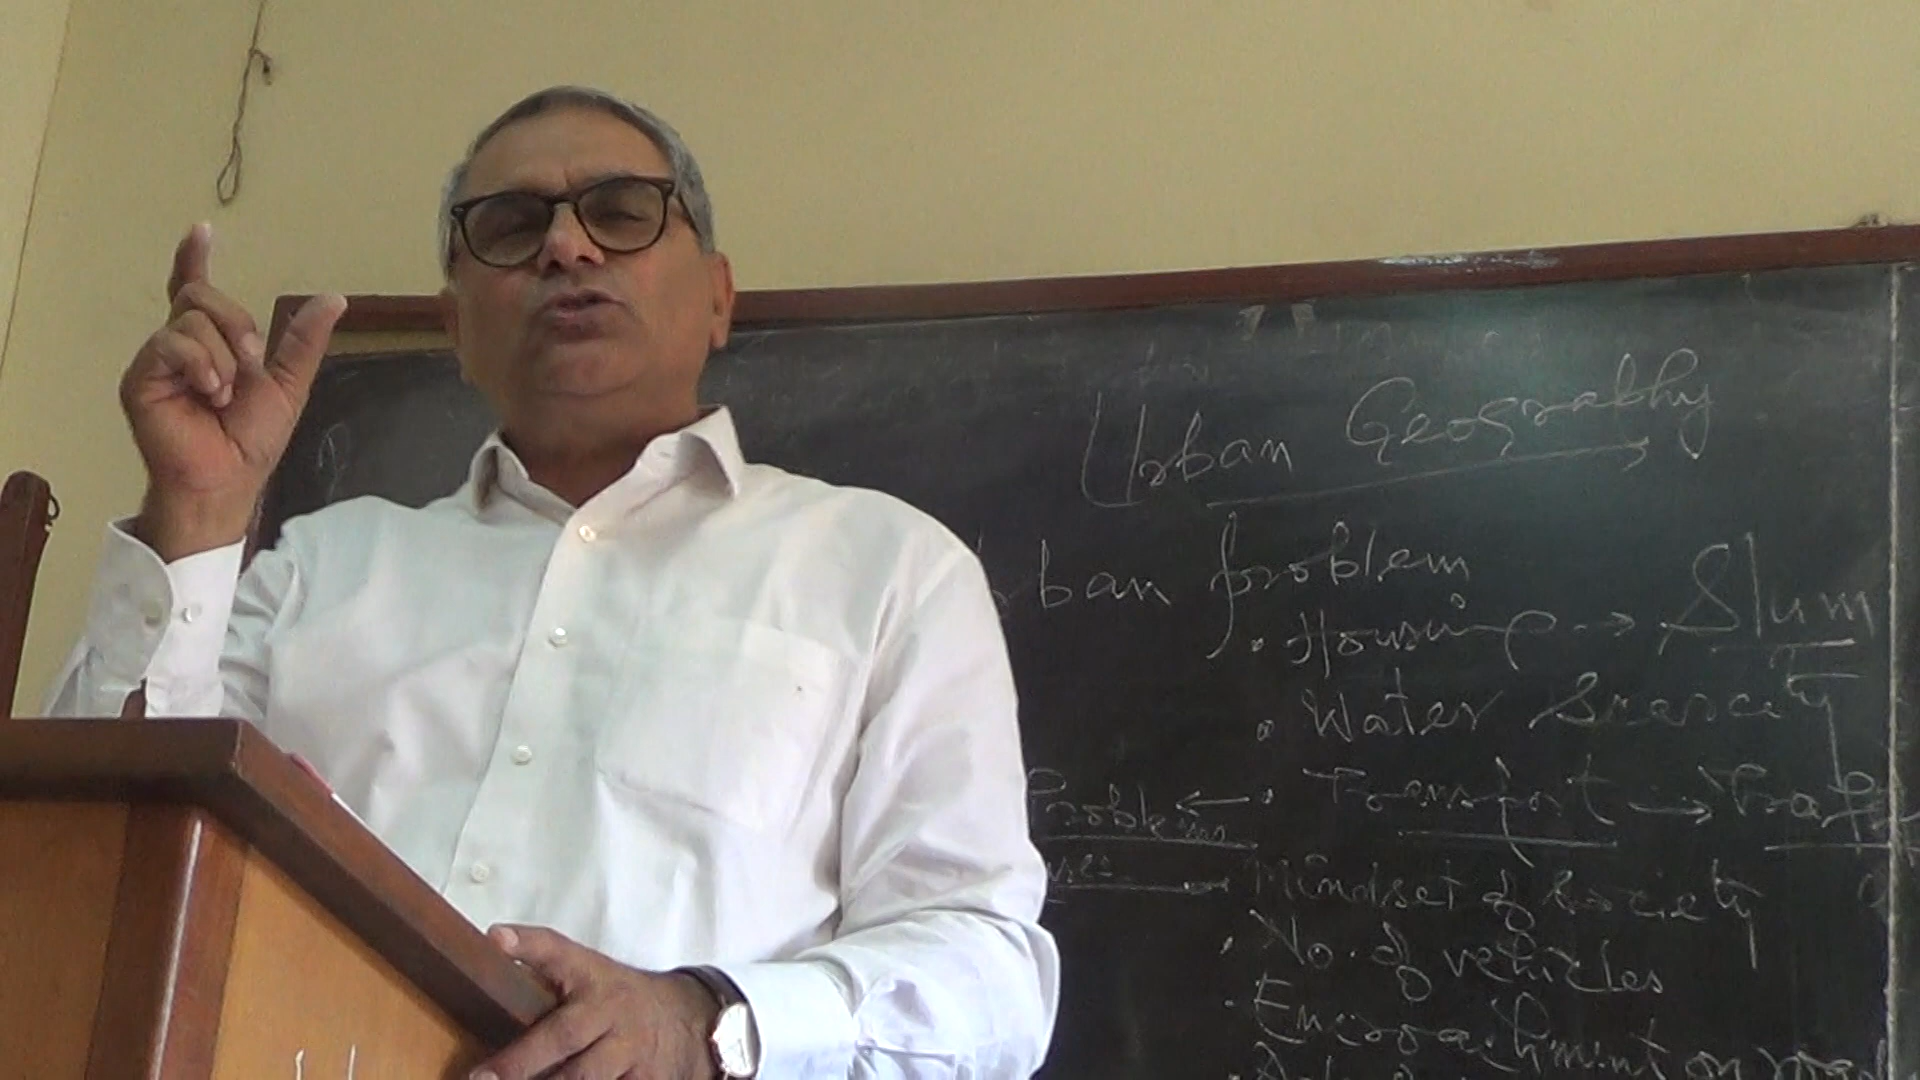 Urban Geography
Urban problem
• Housing → Slum
• Water Scarcity
Problems ← • Transport → Traffic
Mindset of Society
• No. of vehicles
• Encroachment on road